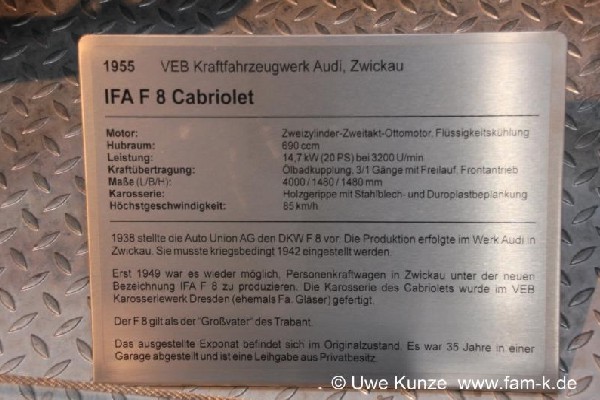 1955 VEB Kraftfahrzeugwerk Audi, Zwickau
IFA F 8 Cabriolet
Motor: Zweizylinder-Zweitakt-Ottomotor, Flüssigkeitskühlung
Hubraum: 690 ccm
Leistung: 14,7 kW (20 PS) bei 3200 U/min
Kraftübertragung: Ölbadkupplung, 3/1 Gänge mit Freilauf, Frontantrieb
Maße (L/B/H): 4000 / 1480 / 1480 mm
Karosserie: Holzgerippe mit Stahlblech- und Duroplastbeplankung
Höchstgeschwindigkeit: 85 km/h
1938 stellte die Auto Union AG den DKW F 8 vor. Die Produktion erfolgte im Werk Audi in
Zwickau. Sie musste kriegsbedingt 1942 eingestellt werden.
Erst 1949 war es wieder möglich, Personenkraftwagen in Zwickau unter der neuen
Bezeichnung IFA F 8 zu produzieren. Die Karosserie des Cabriolets wurde im VEB
Karosseriewerk Dresden (ehemals Fa. Gläser) gefertigt.
Der F 8 gilt als der "Großvater" des Trabant.
Das ausgestellte Exponat befindet sich im Originalzustand. Es war 35 Jahre in einer
Garage abgestellt und ist eine Leihgabe aus Privatbesitz.
© Uwe Kunze www.fam-k.de